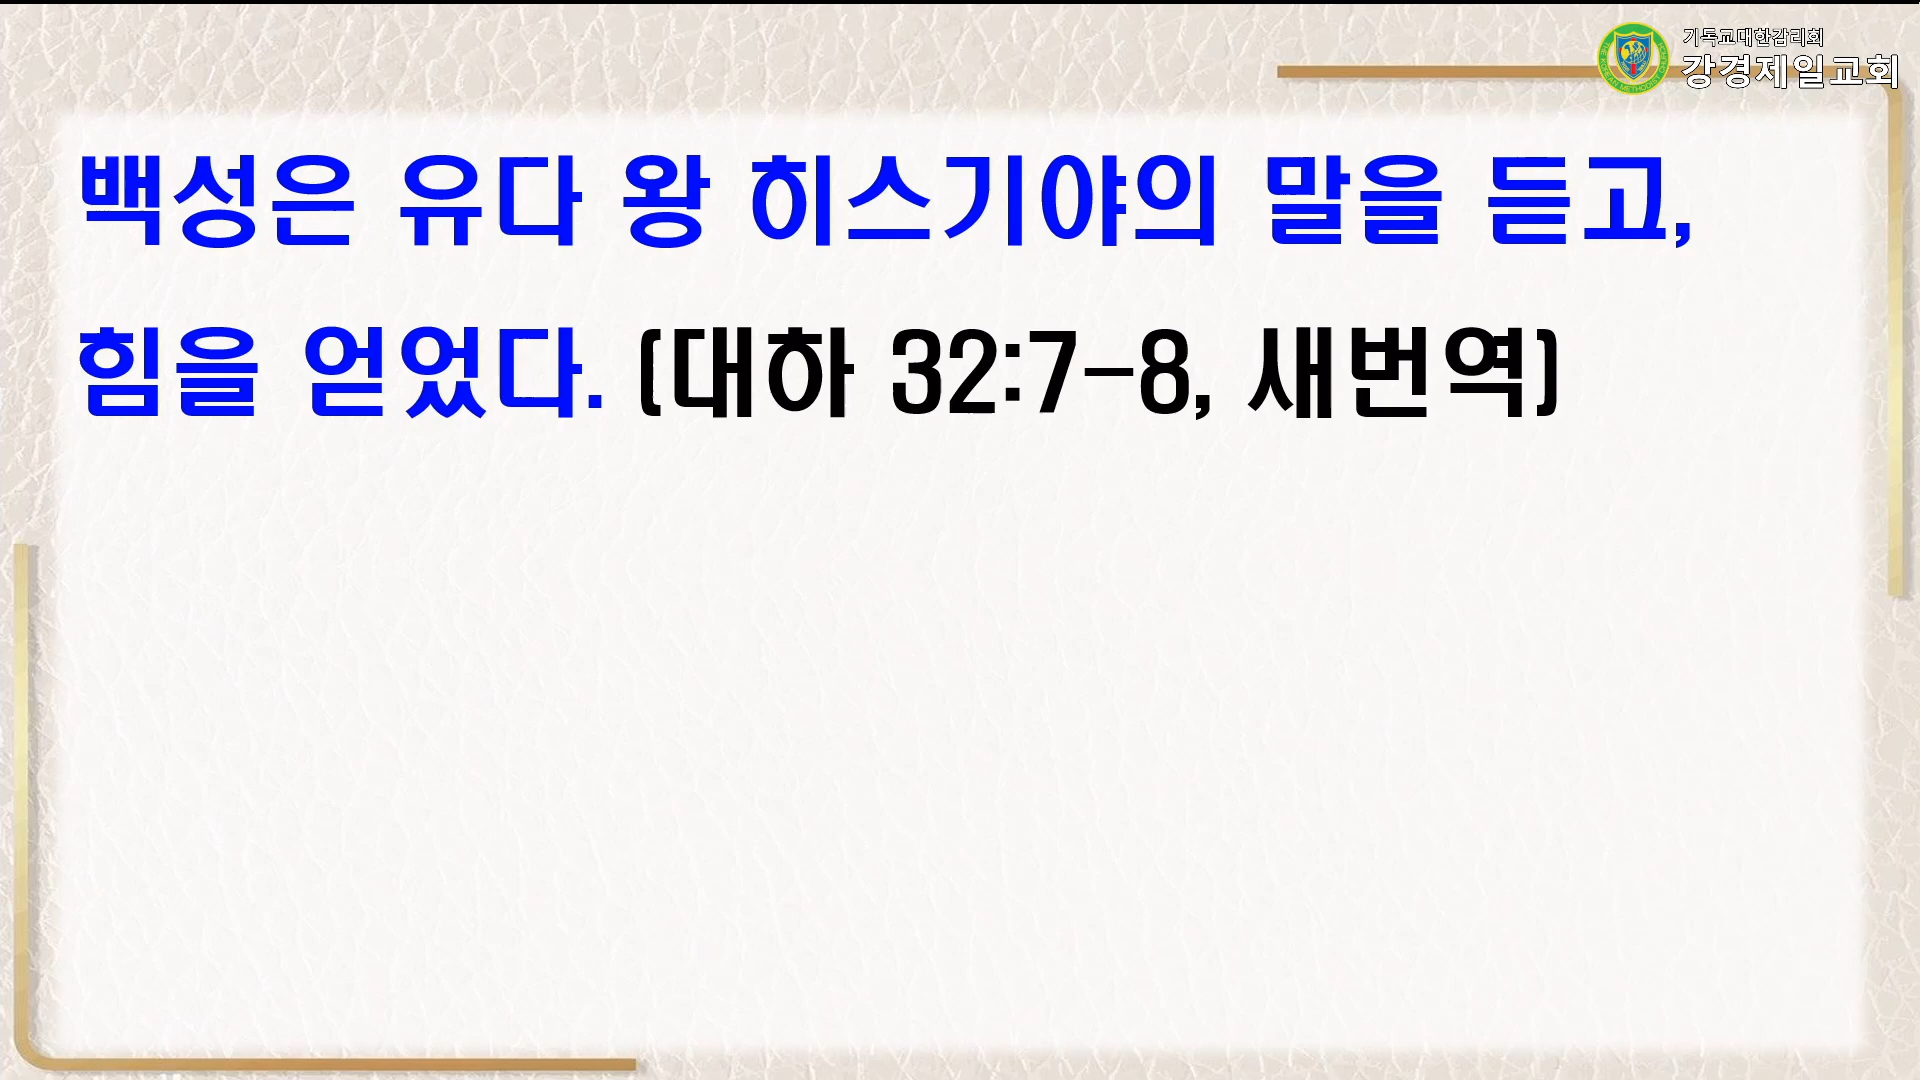 기독교대한감리회
강경제일교회
백성은 유다 왕 히스기야의 말을 듣고,
힘을 얻었다. (대하 32:7-8, 새번역)